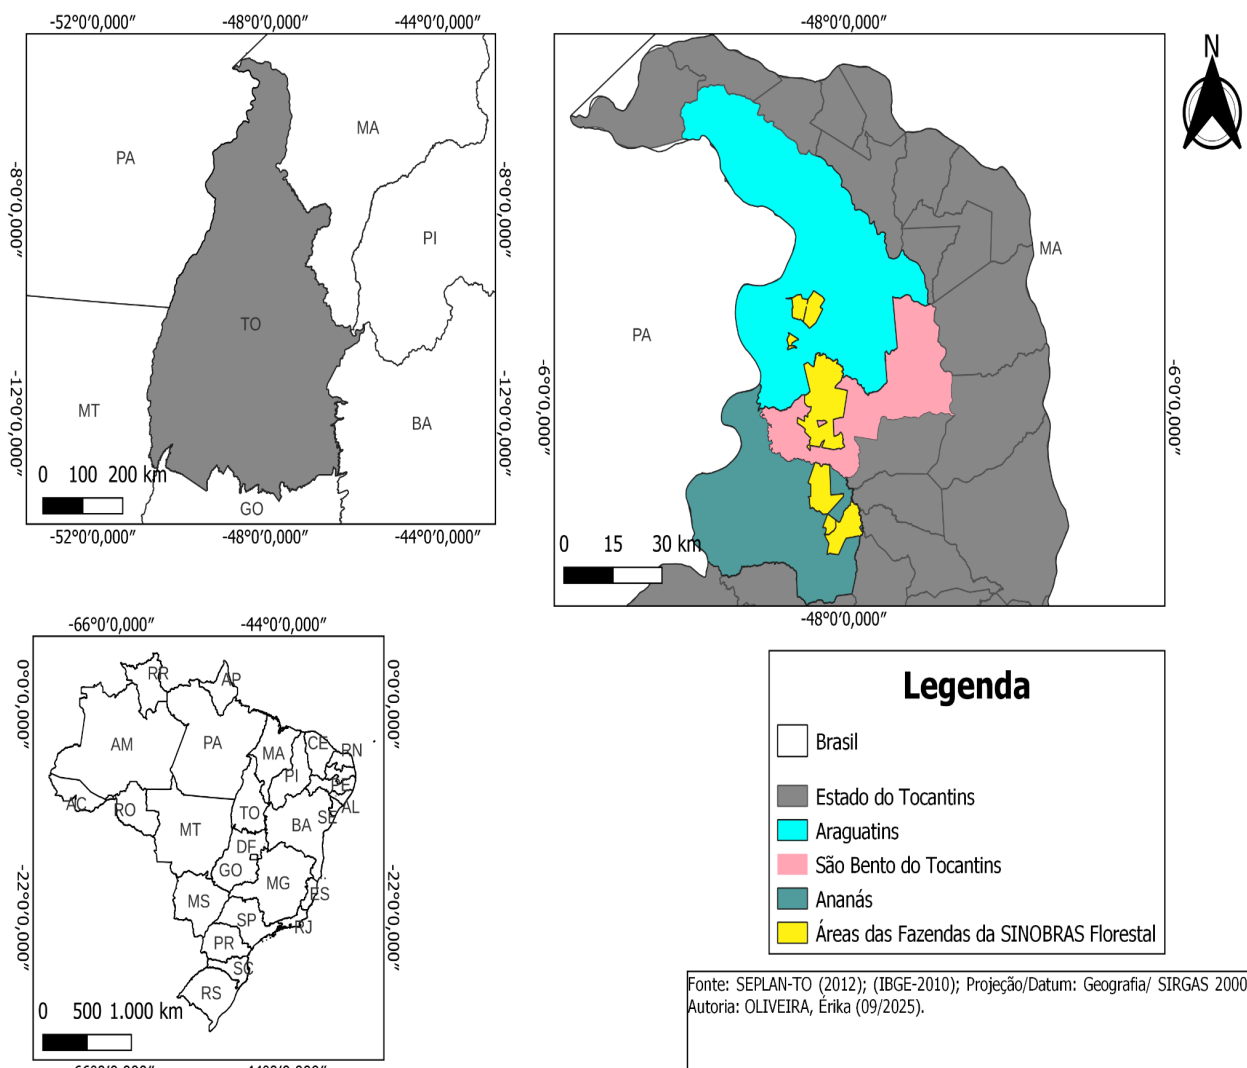 -52°0′0,000″ -48°0′0,000″ -44°0′0,000″
-8°0′0,000″
-12°0′0,000″
PA
MA
PI
TO
MT
BA
GO
0 100 200 km
-8°0′0,000″
-12°0′0,000″
-52°0′0,000″ -48°0′0,000″ -44°0′0,000″
-48°0′0,000″
N
MA
PA
-6°0′0,000″
-6°0′0,000″
0 15 30 km
-48°0′0,000″
-66°0′0,000″ -44°0′0,000″
0°0′0,000″
-22°0′0,000″
RR
AP
AM
PA
MA
CE
RN
PI
PE
AC
RO
TO
AL
SE
MT
BA
DF
GO
MG
MS
ES
SP
RJ
PR
SC
RS
0 500 1.000 km
0°0′0,000″
-22°0′0,000″
-66°0′0,000″ -44°0′0,000″
Legenda
Brasil
Estado do Tocantins
Araguatins
São Bento do Tocantins
Ananás
Áreas das Fazendas da SINOBRAS Florestal
Fonte: SEPLAN-TO (2012); (IBGE-2010); Projeção/Datum: Geografia/ SIRGAS 2000
Autoria: OLIVEIRA, Érika (09/2025).